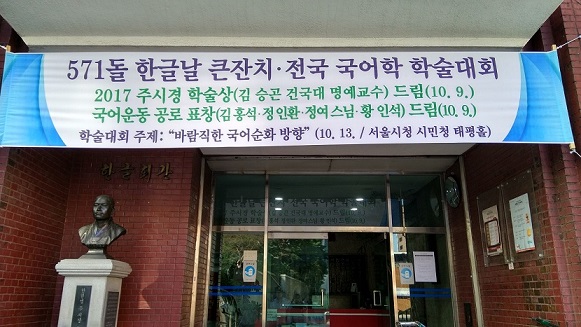 571돌 한글날 큰잔치·전국 국어학 학술대회
2017 주시경 학술상(김 승곤 건국대 명예교수) 드림(10. 9.)
국어운동 공로 표창(김 홍석·정 인환·정여스님·황 인석) 드림(10. 9.)
학술대회 주제: “바람직한 국어순화 방향” (10. 13. / 서울시청 시민청 태평홀)
한글회관